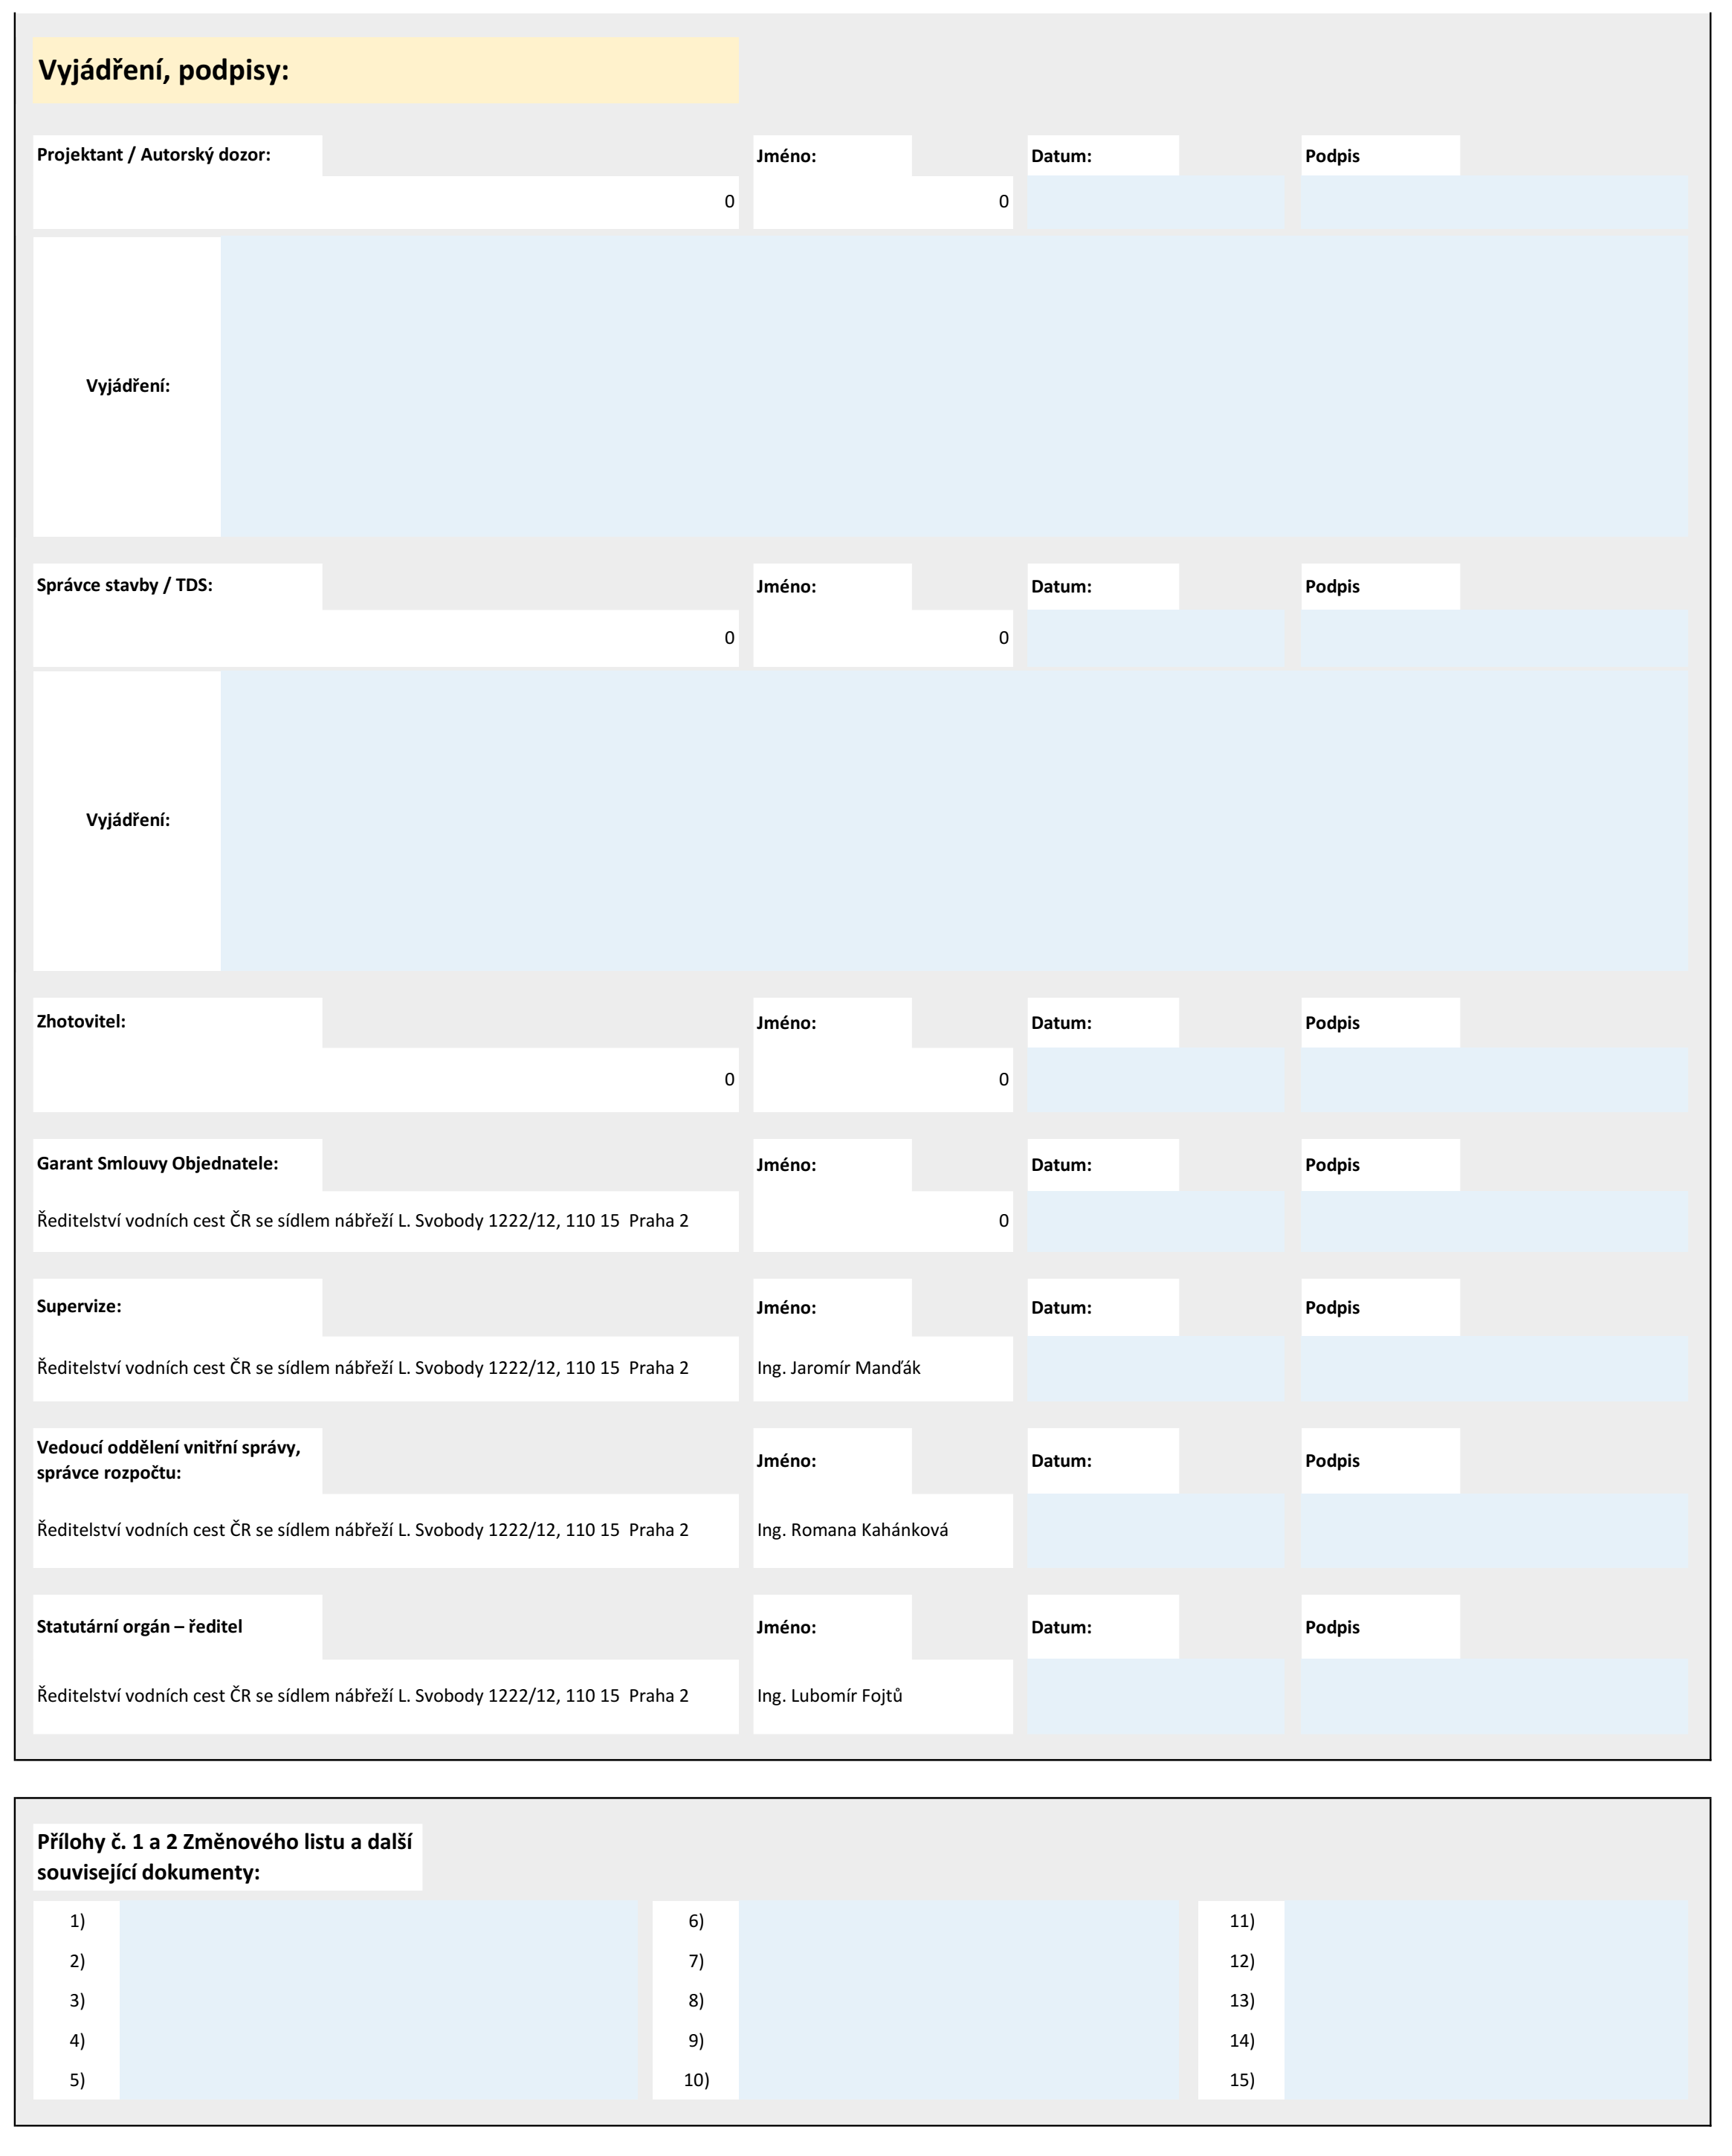 Vyjádření, podpisy:
Projektant / Autorský dozor: Jméno: Datum: Podpis
0 0
Vyjádření:
Správce stavby / TDS: Jméno: Datum: Podpis
0 0
Vyjádření:
Zhotovitel: Jméno: Datum: Podpis
0 0
Garant Smlouvy Objednatele: Jméno: Datum: Podpis
Ředitelství vodních cest ČR se sídlem nábřeží L. Svobody 1222/12, 110 15  Praha 2 0
Supervize: Jméno: Datum: Podpis
Ředitelství vodních cest ČR se sídlem nábřeží L. Svobody 1222/12, 110 15  Praha 2 Ing. Jaromír Manďák
Vedoucí oddělení vnitřní správy,
správce rozpočtu: Jméno: Datum: Podpis
Ředitelství vodních cest ČR se sídlem nábřeží L. Svobody 1222/12, 110 15  Praha 2 Ing. Romana Kahánková
Statutární orgán – ředitel Jméno: Datum: Podpis
Ředitelství vodních cest ČR se sídlem nábřeží L. Svobody 1222/12, 110 15  Praha 2 Ing. Lubomír Fojtů
Přílohy č. 1 a 2 Změnového listu a další
související dokumenty:
1) 6) 11)
2) 7) 12)
3) 8) 13)
4) 9) 14)
5) 10) 15)